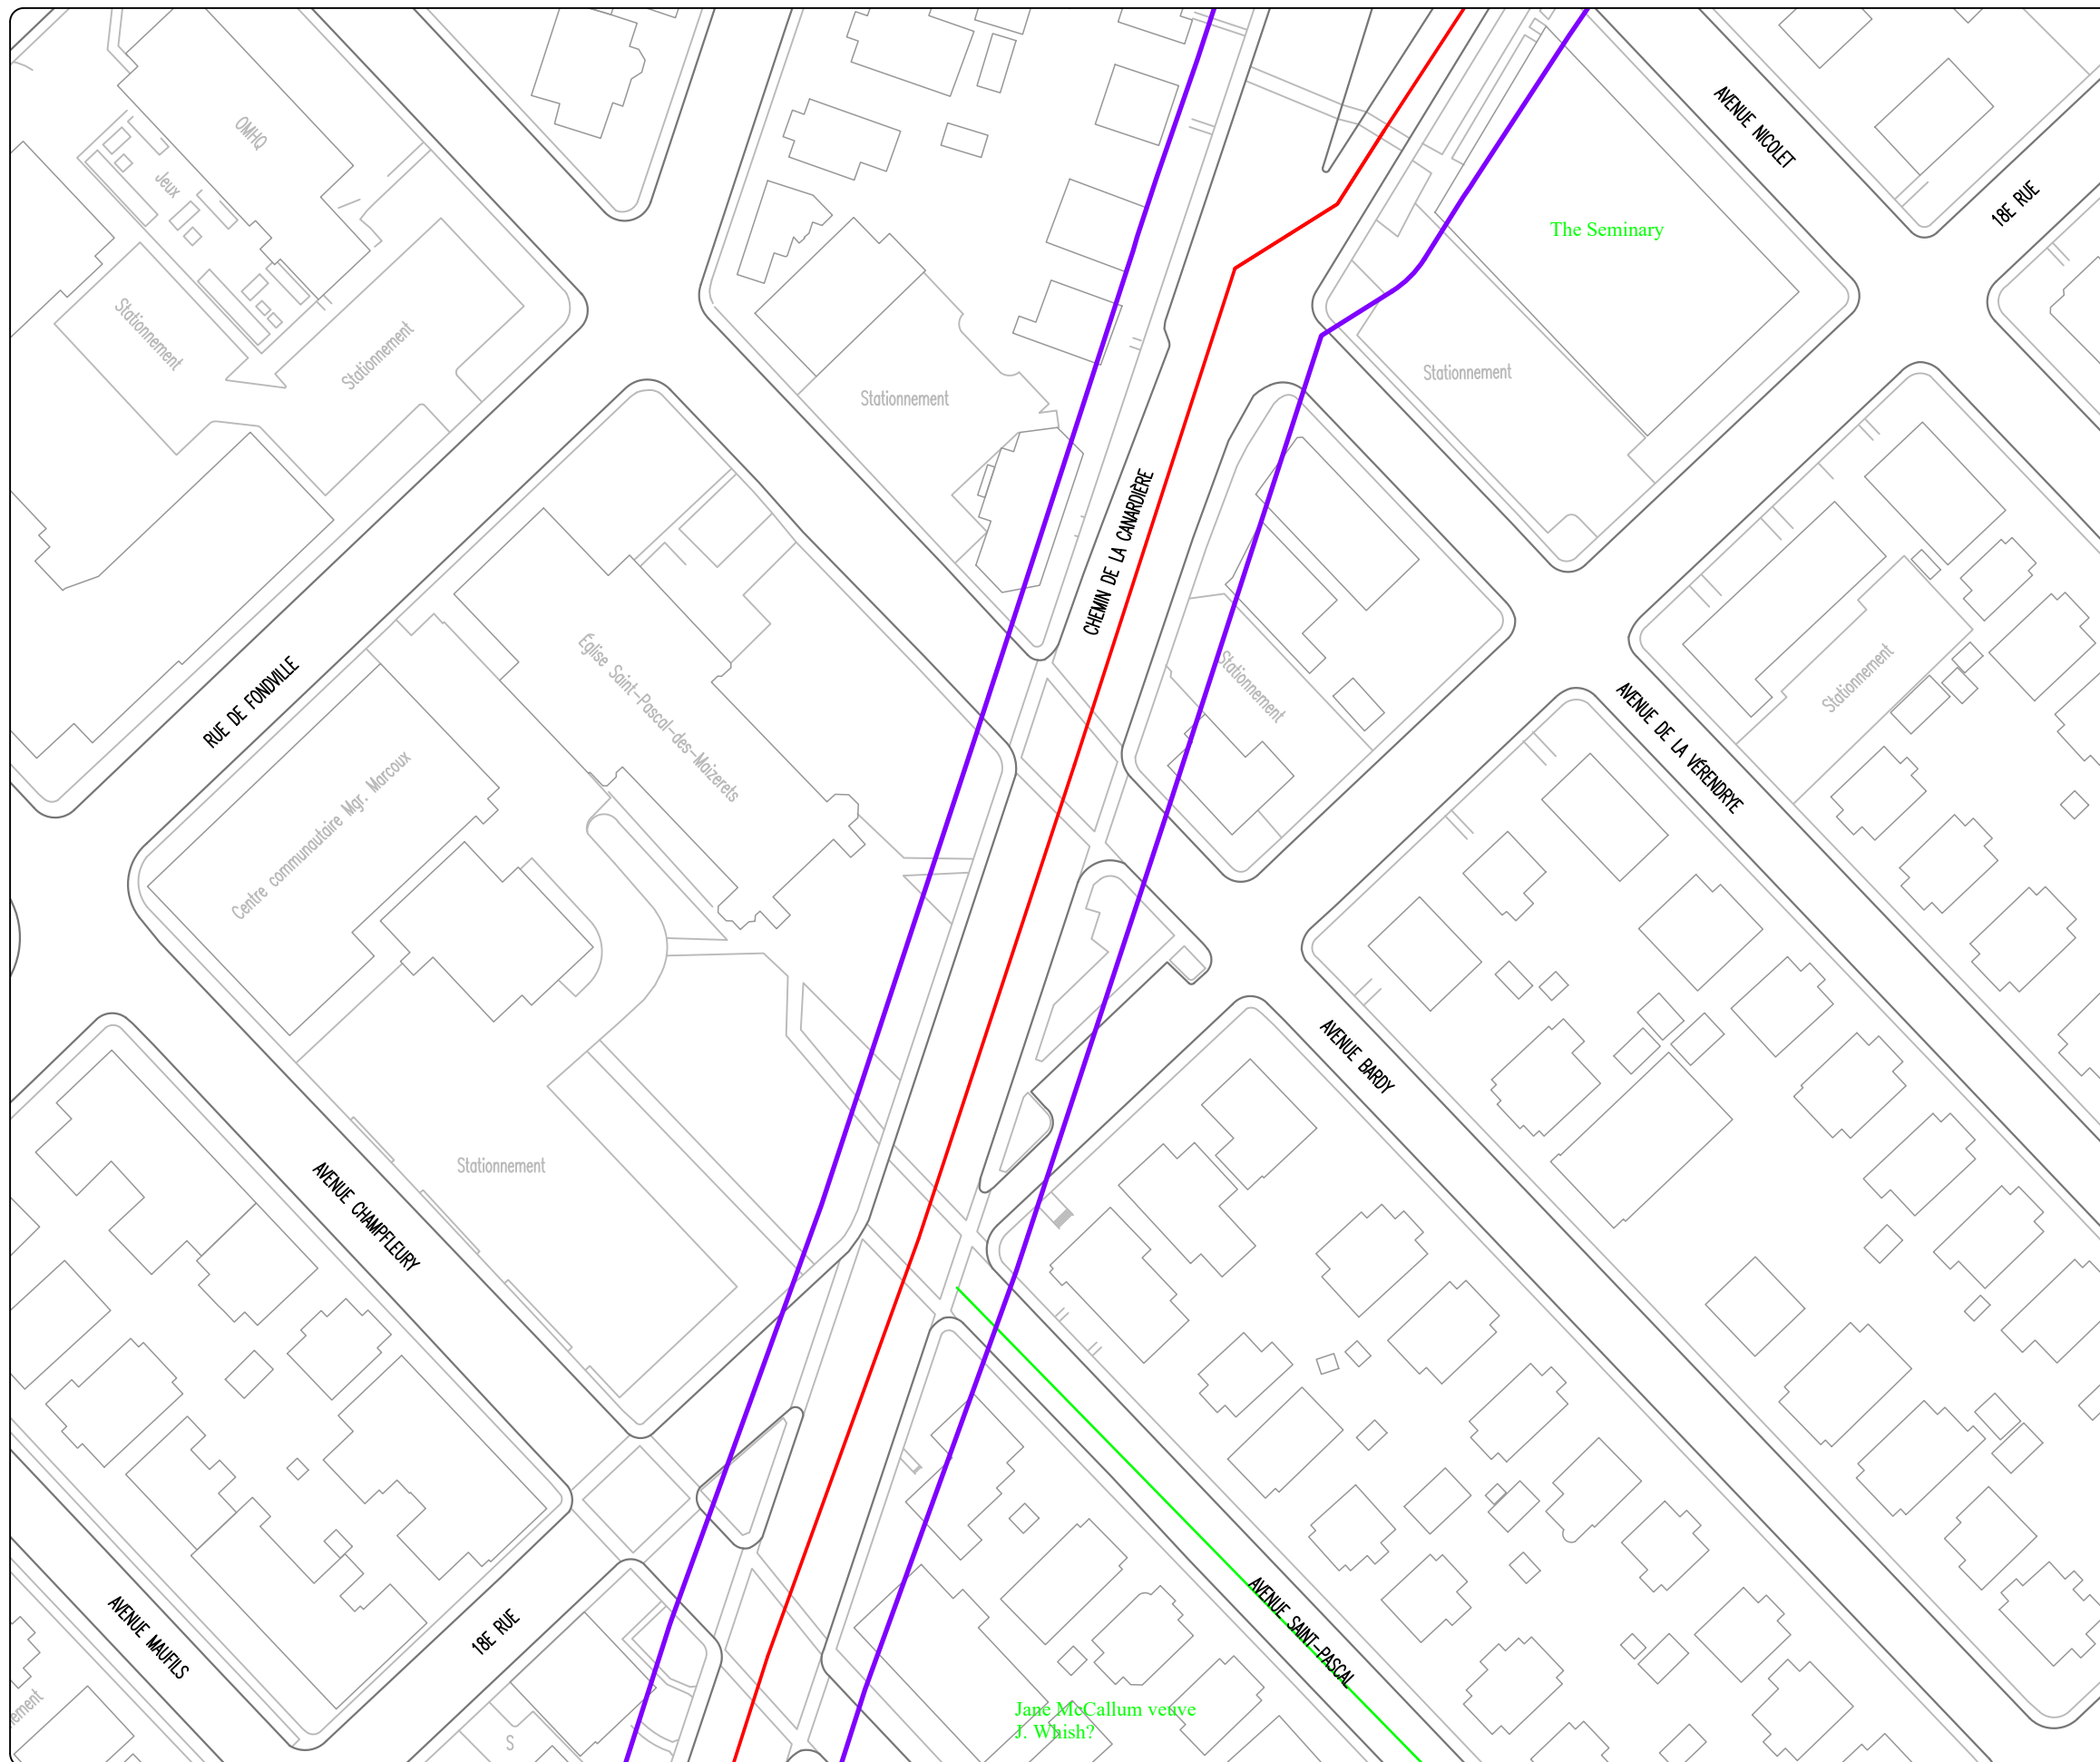 AVENUE NICOLET
OMHQ
Jeux
18E RUE
The Seminary
Stationnement
Stationnement
Stationnement
Stationnement
CHEMIN DE LA CANARDIÈRE
RUE DE FONDVILLE
Église Saint-Pascal-des-Maizerets
Stationnement
Stationnement
AVENUE DE LA VÉRENDRYE
Centre communautaire Mgr. Marcoux
AVENUE BARDY
Stationnement
AVENUE CHAMPFLEURY
AVENUE MAUFILS
18E RUE
AVENUE SAINT-PASCAL
Jane McCallum veuve
J. Whish?
ement
S